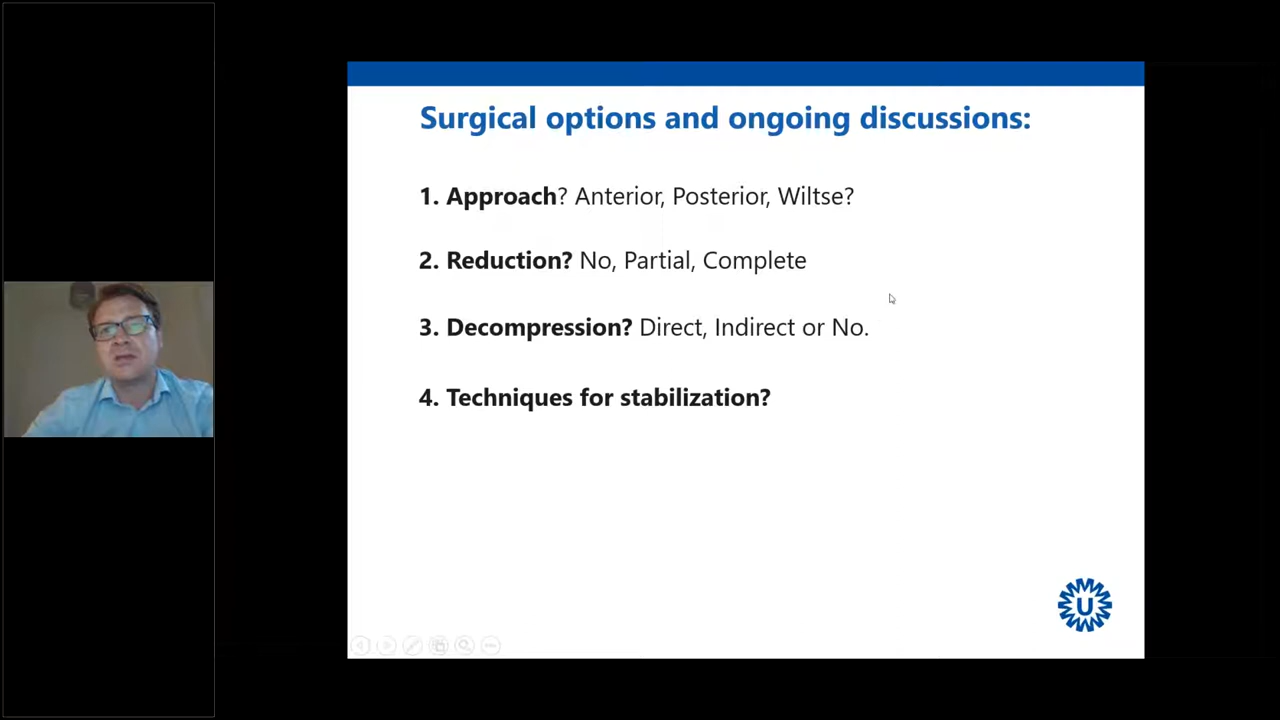 Surgical options and ongoing discussions:
1. Approach? Anterior, Posterior, Wiltse?
2. Reduction? No, Partial, Complete
3. Decompression? Direct, Indirect or No.
4. Techniques for stabilization?
U